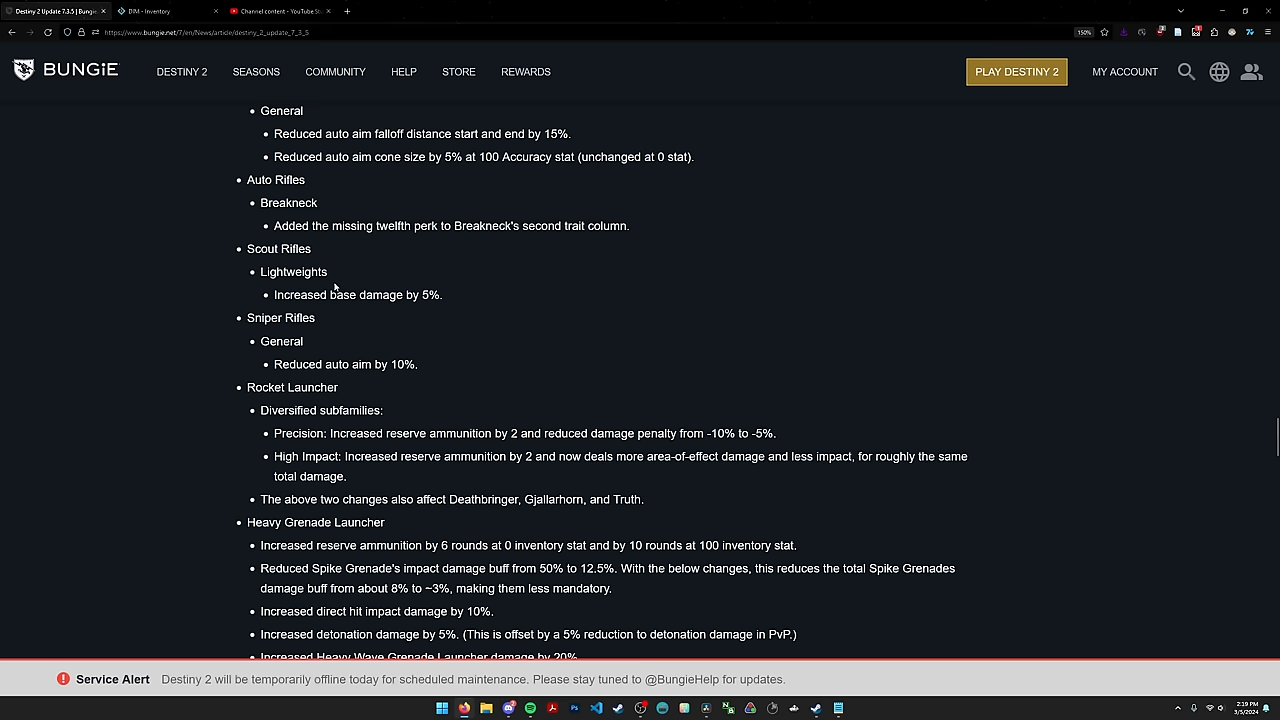 Destiny 2 Update 7.3.5 | Bungie
DIM - Inventory
Channel content - YouTube St
https://www.bungie.net/7/en/News/article/destiny_2_update_7_3_5
150%
BUNGiE
DESTINY 2
SEASONS
COMMUNITY
HELP
STORE
REWARDS
PLAY DESTINY 2
MY ACCOUNT
• General
• Reduced auto aim falloff distance start and end by 15%.
• Reduced auto aim cone size by 5% at 100 Accuracy stat (unchanged at 0 stat).
• Auto Rifles
• Breakneck
• Added the missing twelfth perk to Breakneck's second trait column.
• Scout Rifles
• Lightweights
• Increased base damage by 5%.
• Sniper Rifles
• General
• Reduced auto aim by 10%.
• Rocket Launcher
• Diversified subfamilies:
• Precision: Increased reserve ammunition by 2 and reduced damage penalty from -10% to -5%.
• High Impact: Increased reserve ammunition by 2 and now deals more area-of-effect damage and less impact, for roughly the same
total damage.
• The above two changes also affect Deathbringer, Gjallarhorn, and Truth.
• Heavy Grenade Launcher
• Increased reserve ammunition by 6 rounds at 0 inventory stat and by 10 rounds at 100 inventory stat.
• Reduced Spike Grenade's impact damage buff from 50% to 12.5%. With the below changes, this reduces the total Spike Grenades
damage buff from about 8% to ~3%, making them less mandatory.
• Increased direct hit impact damage by 10%.
• Increased detonation damage by 5%. (This is offset by a 5% reduction to detonation damage in PvP.)
• Increased Heavy Wave Grenade Launcher damage by 20%.
Service Alert
Destiny 2 will be temporarily offline today for scheduled maintenance. Please stay tuned to @BungieHelp for updates.
2:19 PM
3/5/2024